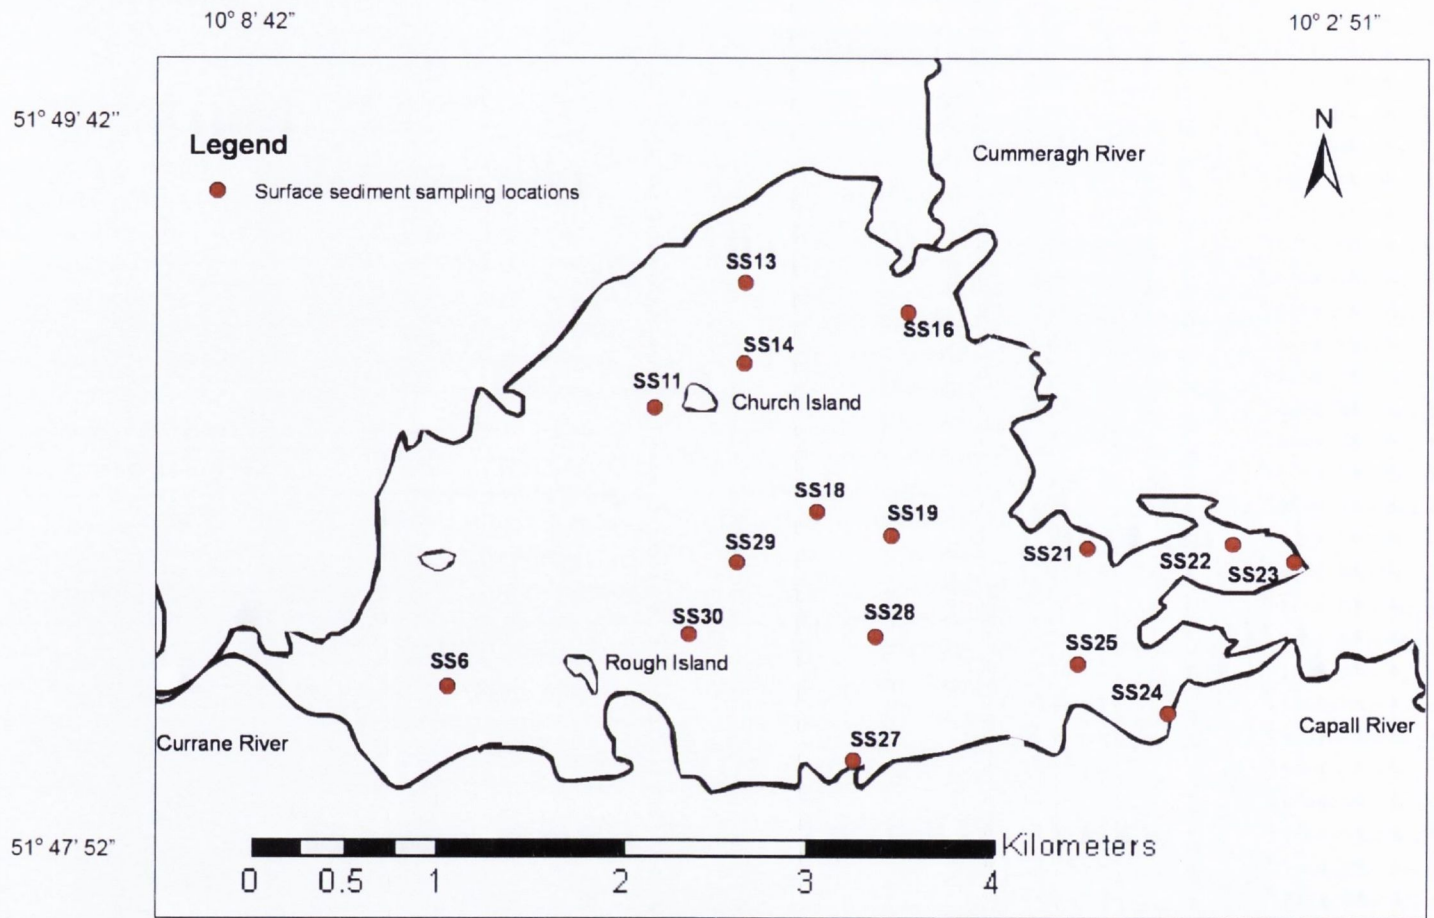 10° 8' 42"
10° 2' 51"
51° 49' 42"
N
Legend
Cummeragh River
Surface sediment sampling locations
SS13
SS16
SS14
SS11
Church Island
SS18
SS19
SS29
SS21
SS22
SS23
SS30
SS28
SS6
Rough Island
SS25
SS24
Currane River
SS27
Capall River
51° 47' 52"
Kilometers
0 0.5 1 2 3 4